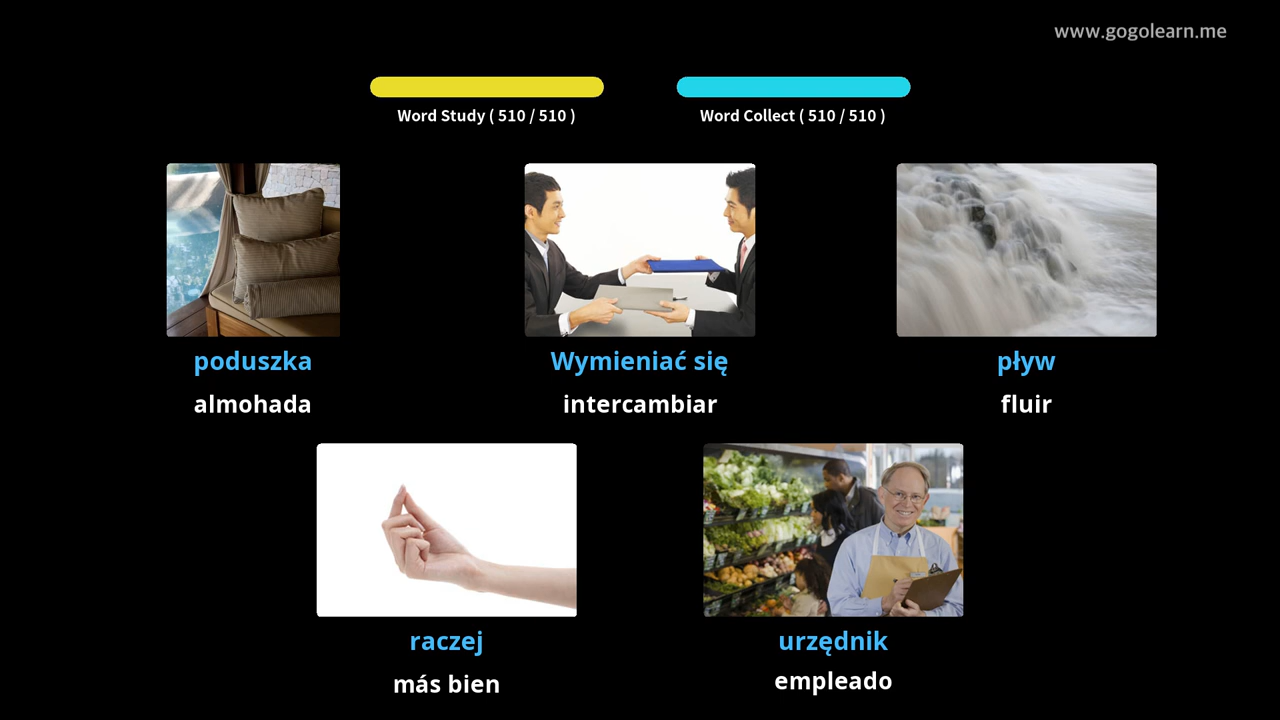 www.gogolearn.me
Word Study ( 510 / 510 )
Word Collect ( 510 / 510 )
poduszka
almohada
Wymieniać się
intercambiar
pływ
fluir
raczej
más bien
urzędnik
empleado